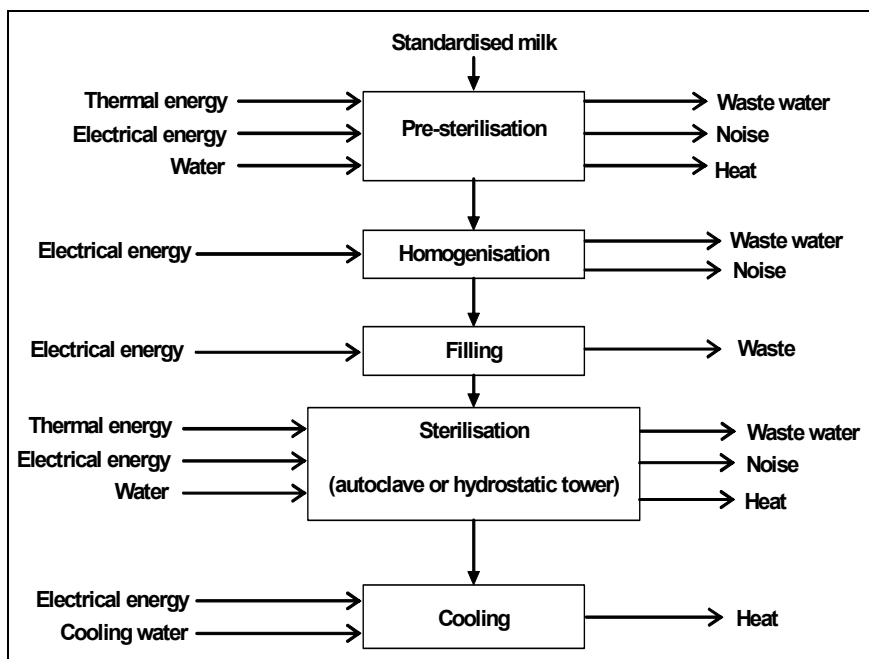 Standardised milk
Thermal energy
Electrical energy
Water
Pre-sterilisation
Waste water
Noise
Heat
Electrical energy
Homogenisation
Waste water
Noise
Electrical energy
Filling
Waste
Thermal energy
Electrical energy
Water
Sterilisation
(autoclave or hydrostatic tower)
Waste water
Noise
Heat
Electrical energy
Cooling water
Cooling
Heat